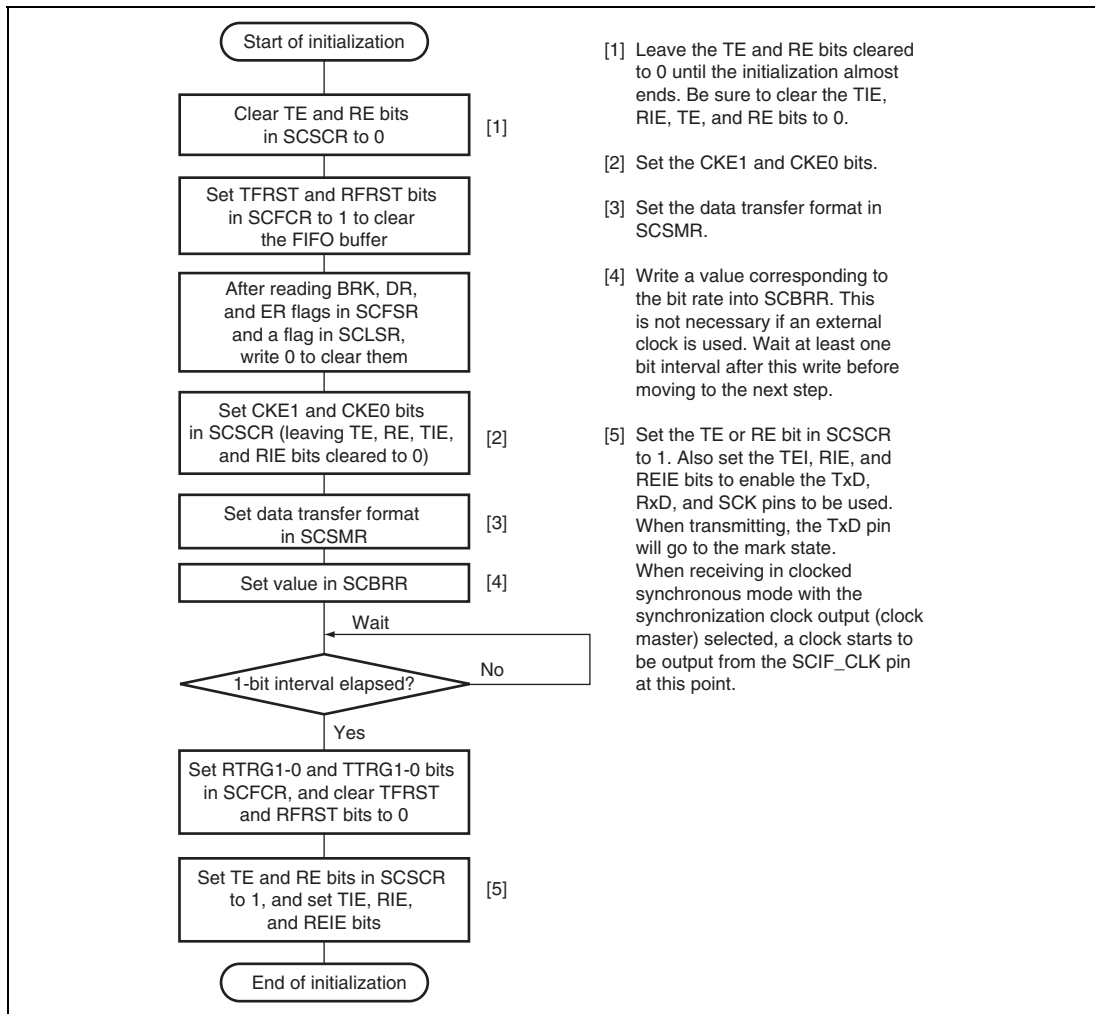 Start of initialization
Clear TE and RE bits
in SCSCR to 0
[1]
Set TFRST and RFRST bits
in SCFCR to 1 to clear
the FIFO buffer
After reading BRK, DR,
and ER flags in SCFSR
and a flag in SCLSR,
write 0 to clear them
Set CKE1 and CKE0 bits
in SCSCR (leaving TE, RE, TIE,
and RIE bits cleared to 0)
[2]
Set data transfer format
in SCSMR
[3]
Set value in SCBRR
[4]
Wait
1-bit interval elapsed?
No
Yes
Set RTRG1-0 and TTRG1-0 bits
in SCFCR, and clear TFRST
and RFRST bits to 0
Set TE and RE bits in SCSCR
to 1, and set TIE, RIE,
and REIE bits
[5]
End of initialization
[1] Leave the TE and RE bits cleared
to 0 until the initialization almost
ends. Be sure to clear the TIE,
RIE, TE, and RE bits to 0.
[2] Set the CKE1 and CKE0 bits.
[3] Set the data transfer format in
SCSMR.
[4] Write a value corresponding to
the bit rate into SCBRR. This
is not necessary if an external
clock is used. Wait at least one
bit interval after this write before
moving to the next step.
[5] Set the TE or RE bit in SCSCR
to 1. Also set the TEI, RIE, and
REIE bits to enable the TxD,
RxD, and SCK pins to be used.
When transmitting, the TxD pin
will go to the mark state.
When receiving in clocked
synchronous mode with the
synchronization clock output (clock
master) selected, a clock starts to
be output from the SCIF_CLK pin
at this point.